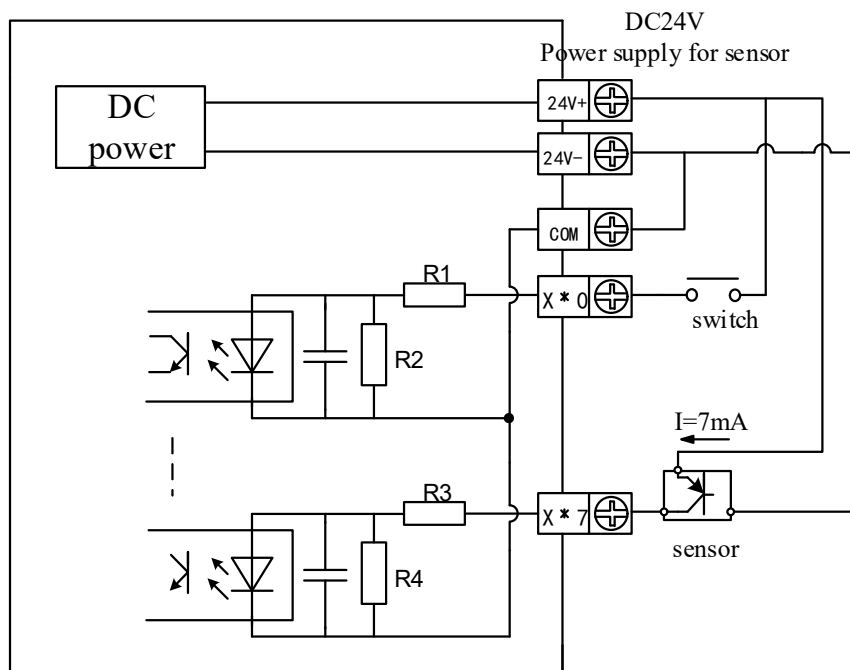 DC24V
Power supply for sensor
DC
power
24V+
24V-
COM
R1
X * 0
switch
R2
I=7mA
R3
X * 7
R4
sensor